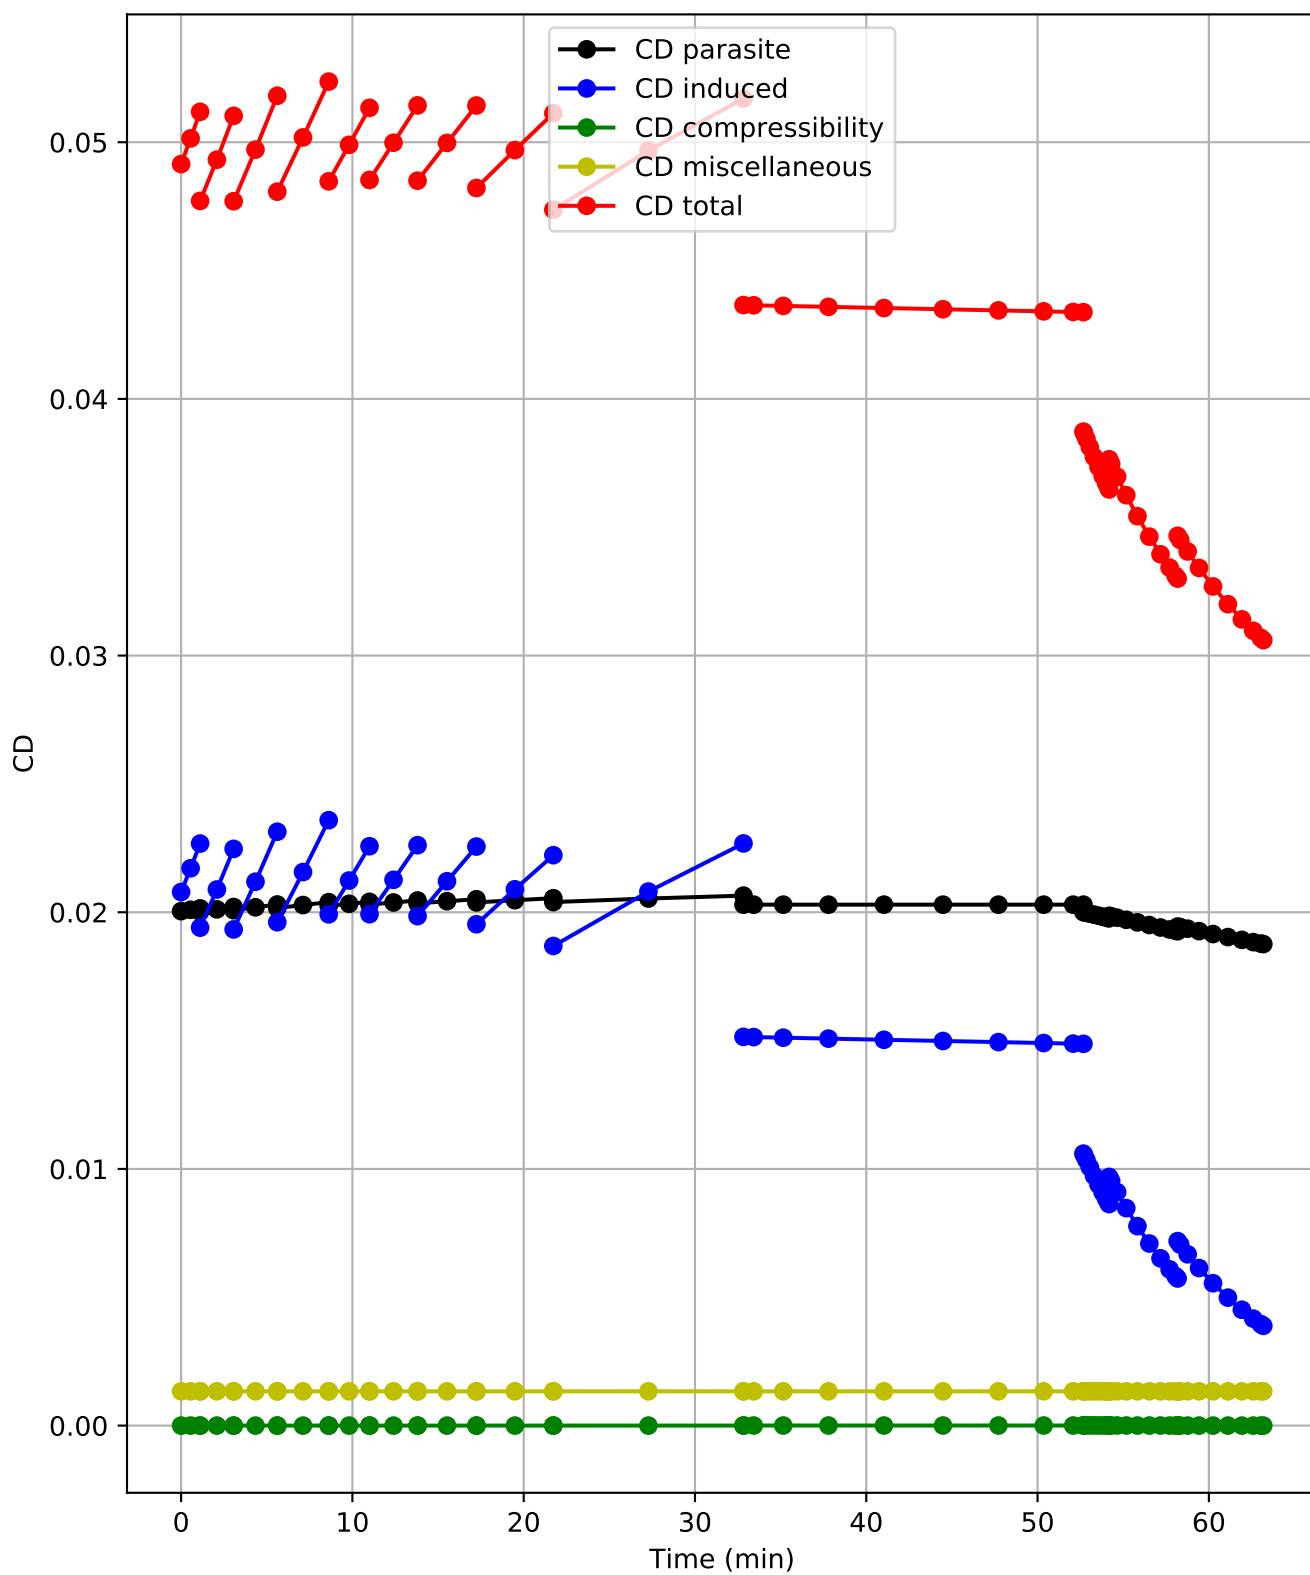 CD parasite
CD induced
CD compressibility
CD miscellaneous
CD total
0.05
0.04
0.03
0.02
0.01
0.00
CD
0 10 20 30 40 50 60
Time (min)